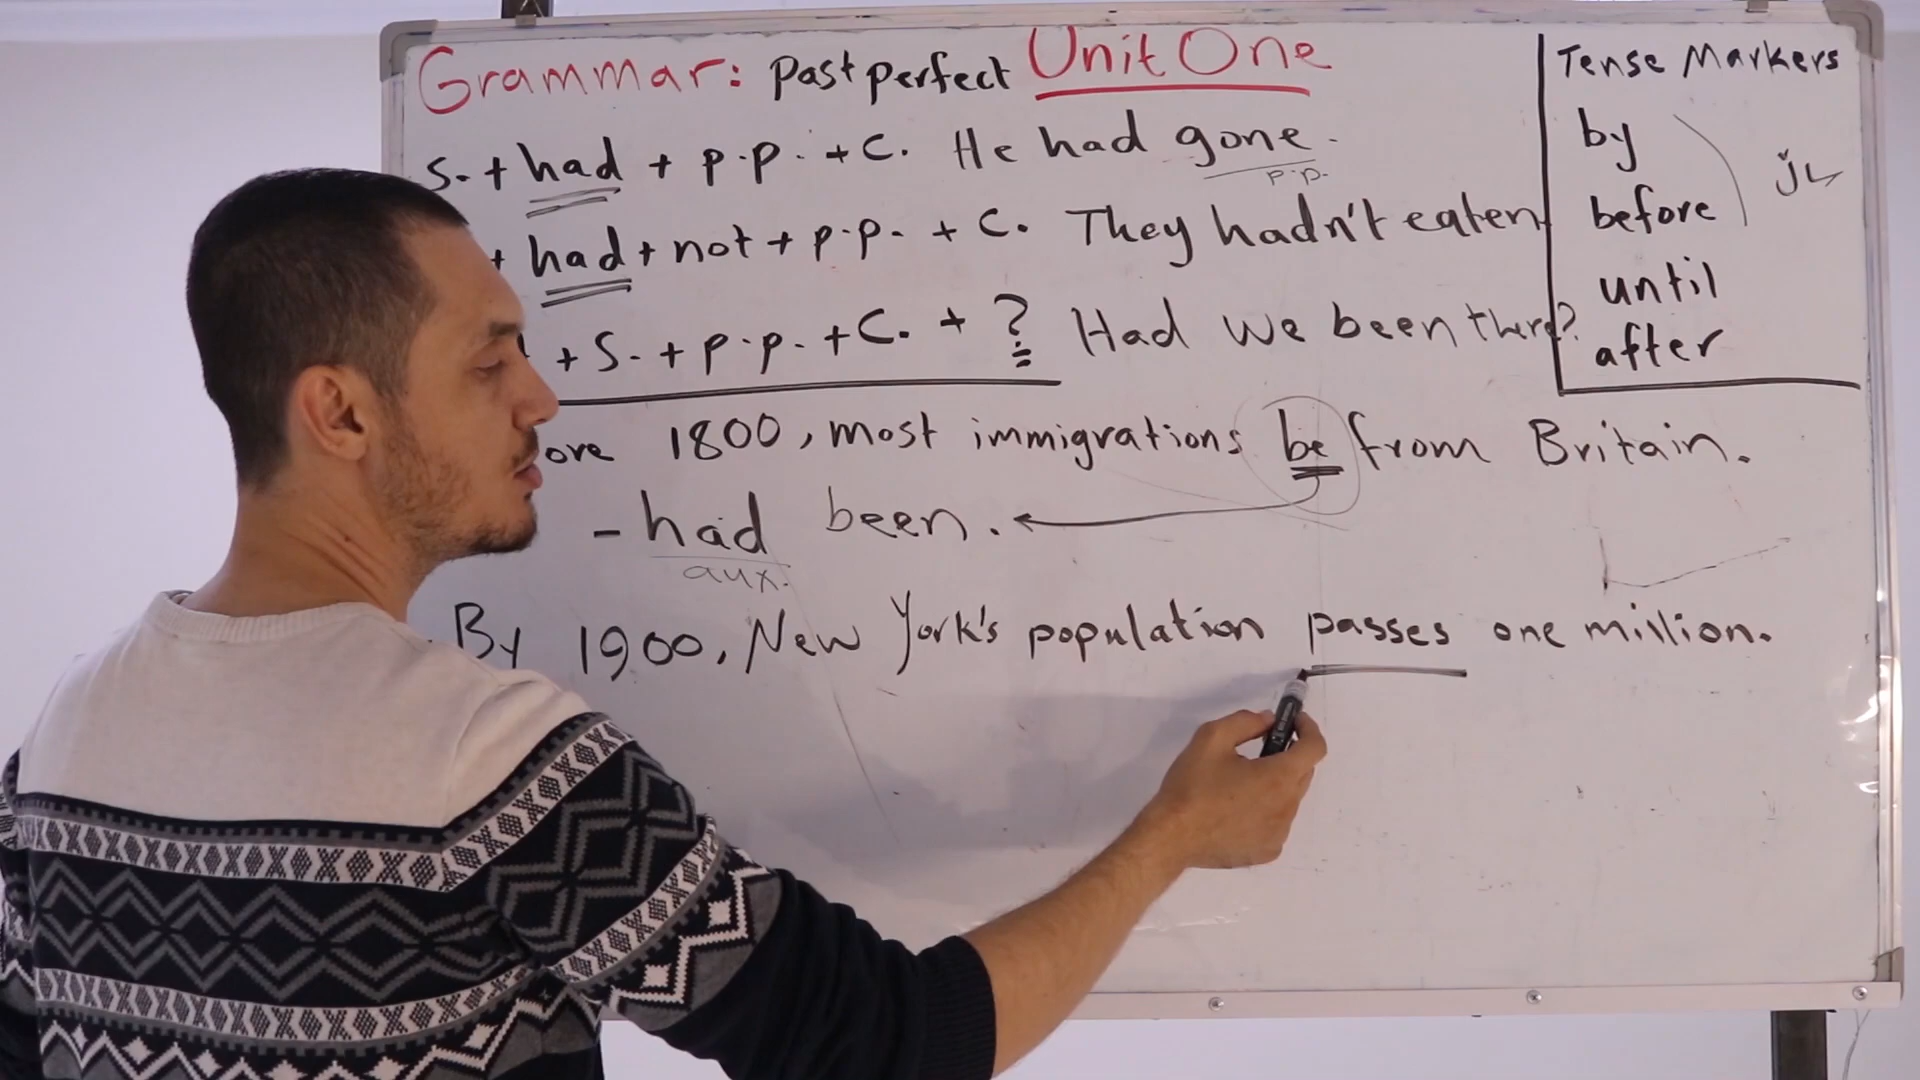 Grammar: Past perfect Unit One
S. + had + p.p. + C. He had gone.
p.p.
+ had + not + p.p. + C. They hadn't eaten
+ S. + p.p. + C. + ? Had we been there?
Tense Markers
by
before
until
after
ore 1800, most immigrations be from Britain.
- had been.
aux.
By 1900, New York's population passes one million.